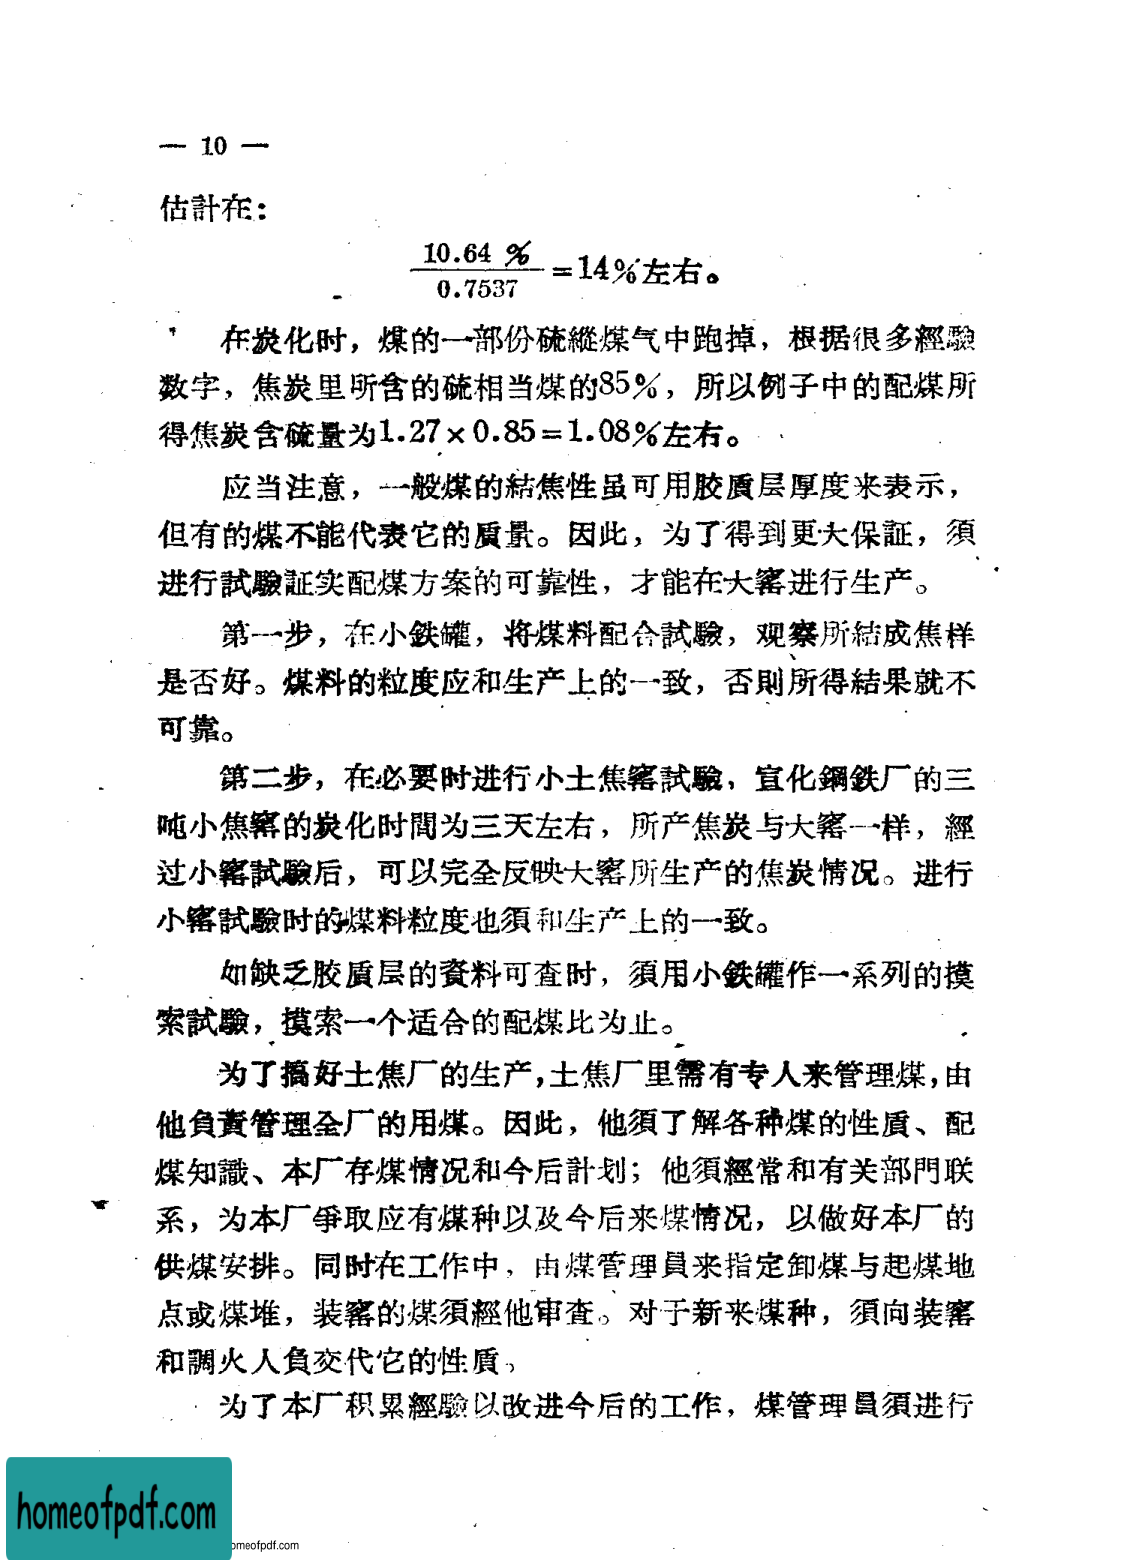 — 10 —
估計在：
10.64 %
0.7537
=14%左右。
在炭化时，煤的一部份硫縱煤气中跑掉，根据很多經驗
数字，焦炭里所含的硫相当煤的85%，所以例子中的配煤所
得焦炭含硫量为1.27×0.85=1.08%左右。
应当注意，一般煤的結焦性虽可用胶質层厚度来表示，
但有的煤不能代表它的質量。因此，为了得到更大保証，須
进行試驗証实配煤方案的可靠性，才能在大窰进行生产。
第一步，在小鉄罐，将煤料配合試驗，观察所結成焦样
是否好。煤料的粒度应和生产上的一致，否則所得結果就不
可靠。
第二步，在必要时进行小土焦窰試驗，宣化鋼鉄厂的三
吨小焦窰的炭化时間为三天左右，所产焦炭与大窰一样，經
过小窰試驗后，可以完全反映大窰所生产的焦炭情况。进行
小窰試驗时的煤料粒度也須和生产上的一致。
如缺乏胶質层的資料可査时，須用小鉄罐作一系列的摸
索試驗，摸索一个适合的配煤比为止。
为了搞好土焦厂的生产，土焦厂里需有专人来管理煤，由
他負責管理全厂的用煤。因此，他須了解各种煤的性質、配
煤知識、本厂存煤情况和今后計划；他須經常和有关部門联
系，为本厂爭取应有煤种以及今后来煤情况，以做好本厂的
供煤安排。同时在工作中，由煤管理員来指定卸煤与起煤地
点或煤堆，装窰的煤須經他审査。对于新来煤种，須向装窰
和調火人負交代它的性質。
为了本厂积累經驗以改进今后的工作，煤管理員須进行
homeofpdf.com
omeofpdf.com